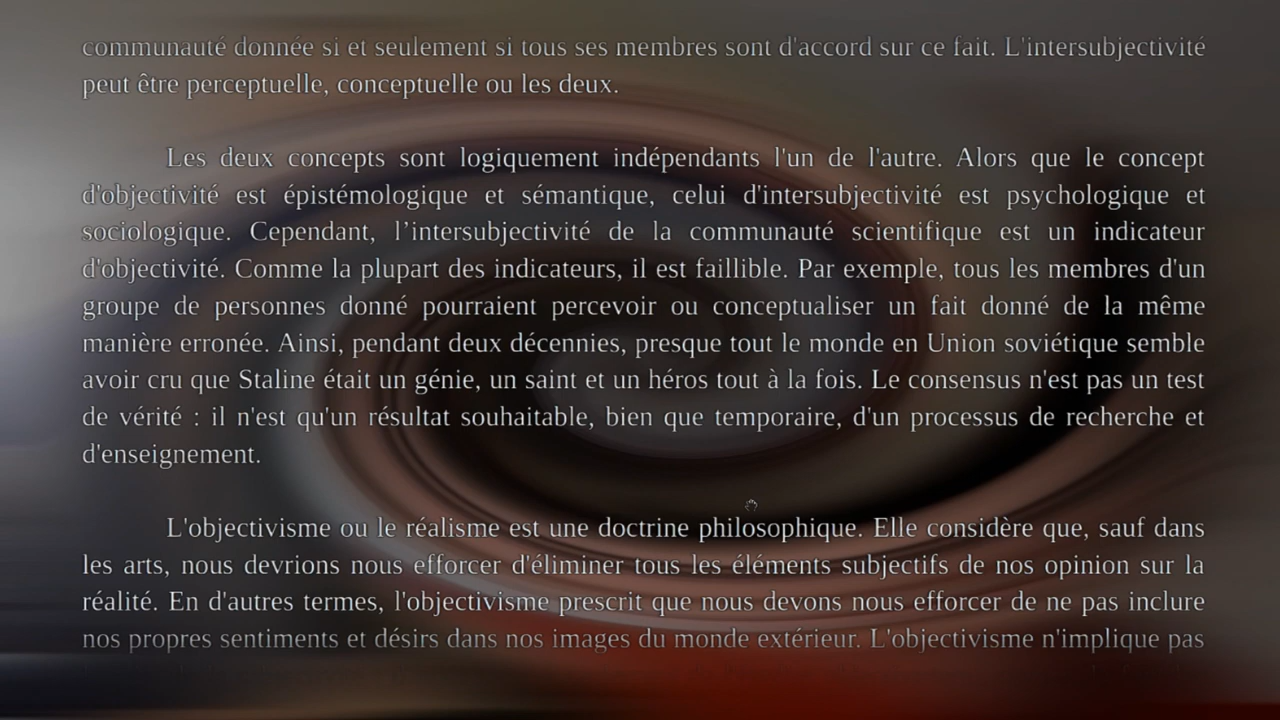 communauté donnée si et seulement si tous ses membres sont d'accord sur ce fait. L'intersubjectivité
peut être perceptuelle, conceptuelle ou les deux.
Les deux concepts sont logiquement indépendants l'un de l'autre. Alors que le concept
d'objectivité est épistémologique et sémantique, celui d'intersubjectivité est psychologique et
sociologique. Cependant, l’intersubjectivité de la communauté scientifique est un indicateur
d'objectivité. Comme la plupart des indicateurs, il est faillible. Par exemple, tous les membres d'un
groupe de personnes donné pourraient percevoir ou conceptualiser un fait donné de la même
manière erronée. Ainsi, pendant deux décennies, presque tout le monde en Union soviétique semble
avoir cru que Staline était un génie, un saint et un héros tout à la fois. Le consensus n'est pas un test
de vérité : il n'est qu'un résultat souhaitable, bien que temporaire, d'un processus de recherche et
d'enseignement.
L'objectivisme ou le réalisme est une doctrine philosophique. Elle considère que, sauf dans
les arts, nous devrions nous efforcer d'éliminer tous les éléments subjectifs de nos opinion sur la
réalité. En d'autres termes, l'objectivisme prescrit que nous devons nous efforcer de ne pas inclure
nos propres sentiments et désirs dans nos images du monde extérieur. L'objectivisme n'implique pas